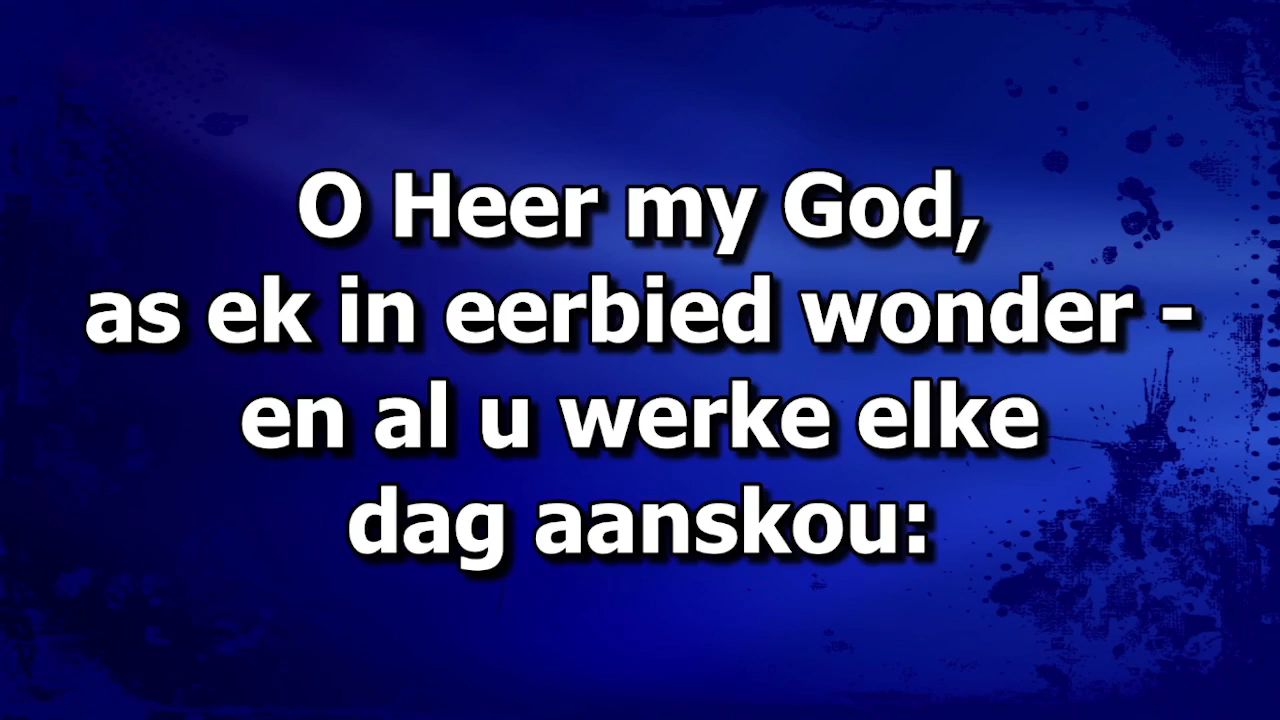 O Heer my God,
as ek in eerbied wonder -
en al u werke elke
dag aanskou: